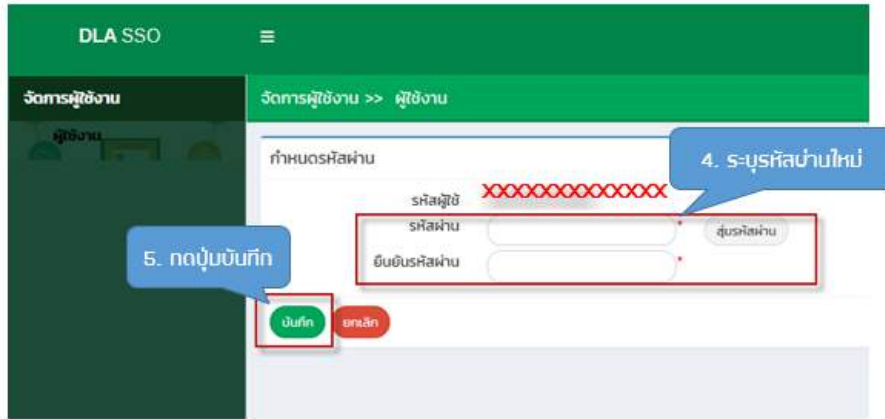 DLA SSO
จัดการผู้ใช้งาน
จัดการผู้ใช้งาน >> ผู้ใช้งาน
ผู้ใช้งาน
กำหนดรหัสผ่าน
4. ระบุรหัสผ่านใหม่
รหัสผู้ใช้ XXXXXXXXXXXXXX
รหัสผ่าน * สุ่มรหัสผ่าน
5. กดปุ่มบันทึก
ยืนยันรหัสผ่าน *
บันทึก ยกเลิก